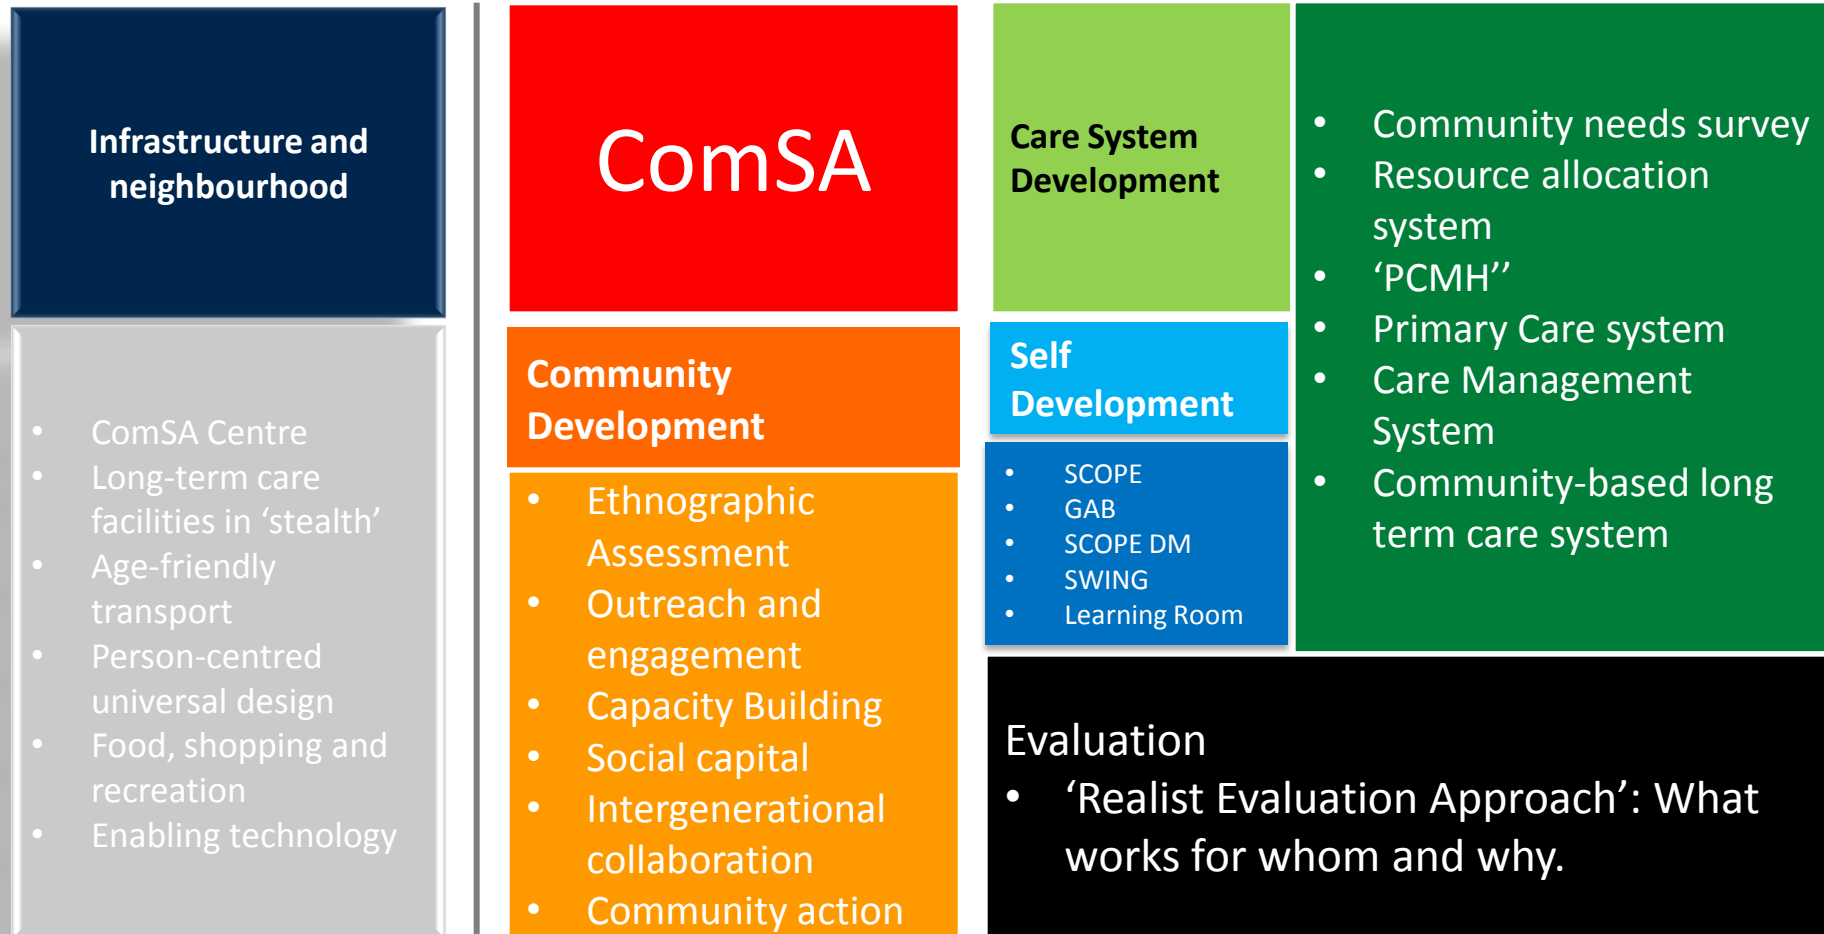 Infrastructure and
neighbourhood
• ComSA Centre
• Long-term care
facilities in ‘stealth’
• Age-friendly
transport
• Person-centred
universal design
• Food, shopping and
recreation
• Enabling technology
ComSA
Community
Development
• Ethnographic
Assessment
• Outreach and
engagement
• Capacity Building
• Social capital
• Intergenerational
collaboration
• Community action
Care System
Development
Self
Development
• SCOPE
• GAB
• SCOPE DM
• SWING
• Learning Room
• Community needs survey
• Resource allocation
system
• ‘PCMH’’
• Primary Care system
• Care Management
System
• Community-based long
term care system
Evaluation
• ‘Realist Evaluation Approach’: What
works for whom and why.